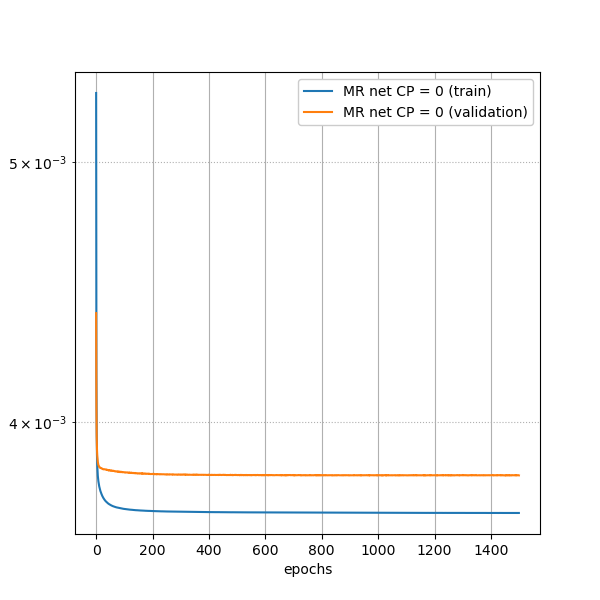 MR net CP = 0 (train)
MR net CP = 0 (validation)
5 × 10⁻³
4 × 10⁻³
0 200 400 600 800 1000 1200 1400
epochs